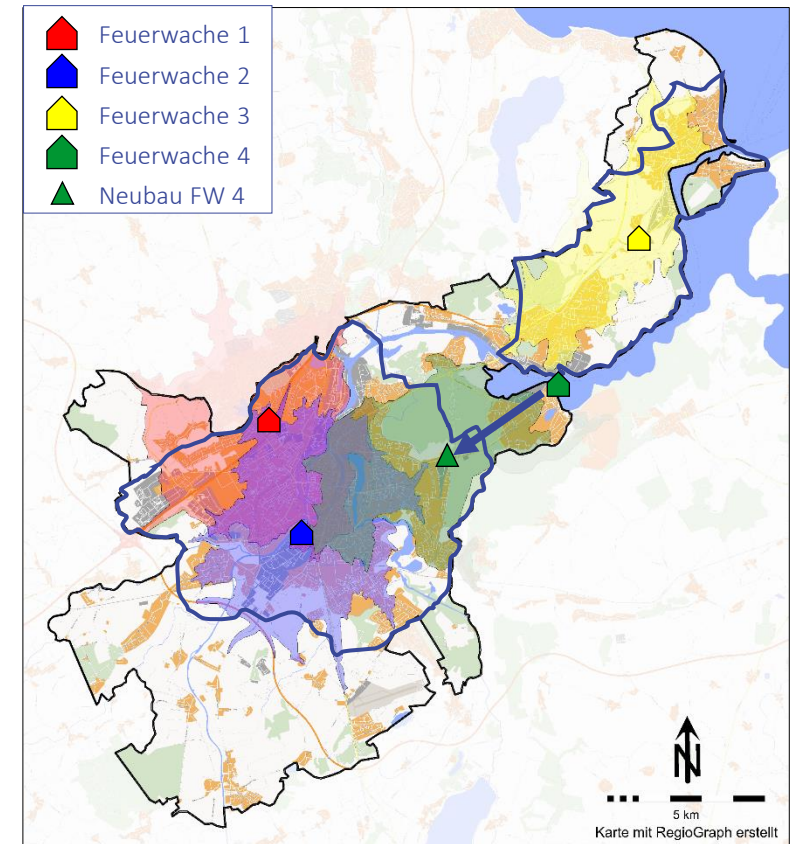 Feuerwache 1
Feuerwache 2
Feuerwache 3
Feuerwache 4
Neubau FW 4
N
5 km
Karte mit RegioGraph erstellt